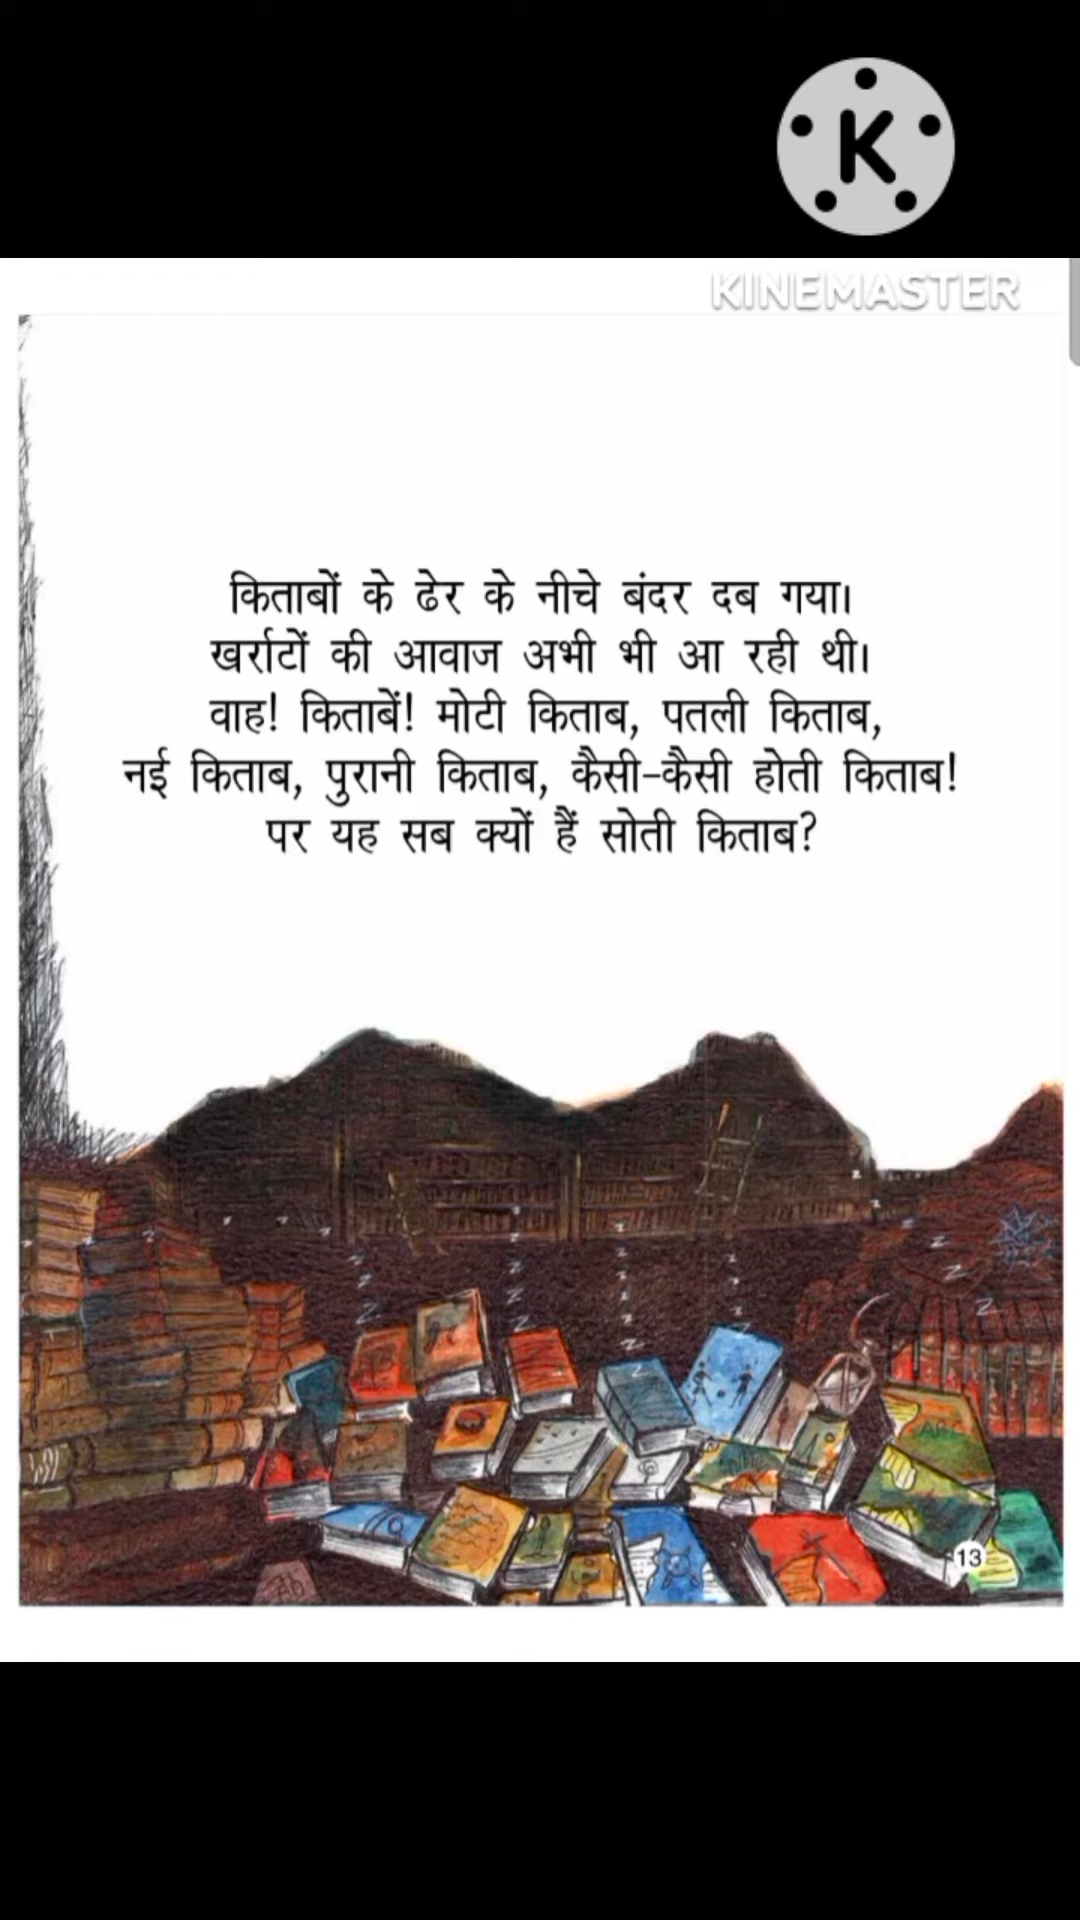 K
KINEMASTER
किताबों के ढेर के नीचे बंदर दब गया।
खर्राटों की आवाज अभी भी आ रही थी।
वाह! किताबें! मोटी किताब, पतली किताब,
नई किताब, पुरानी किताब, कैसी-कैसी होती किताब!
पर यह सब क्यों हैं सोती किताब?
13